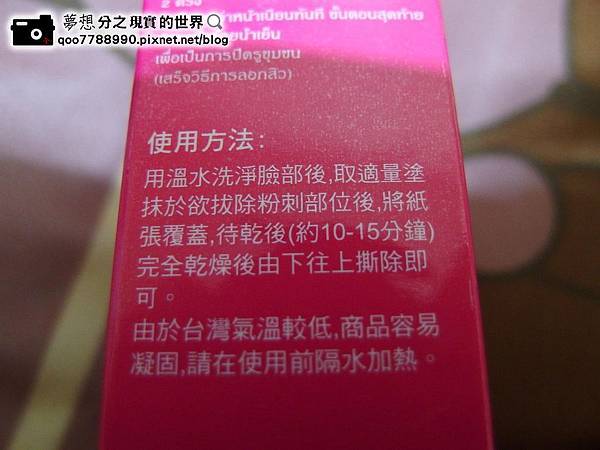 夢想分之現實的世界
qoo7788990.pixnet.net/blog
2 ตรง
เพื่อเป็นการปิดรูขุมขน
(เสร็จวิธีการลอกสิว)
使用方法:
用溫水洗淨臉部後,取適量塗
抹於欲拔除粉刺部位後,將紙
張覆蓋,待乾後(約10-15分鐘)
完全乾燥後由下往上撕除即
可。
由於台灣氣溫較低,商品容易
凝固,請在使用前隔水加熱。